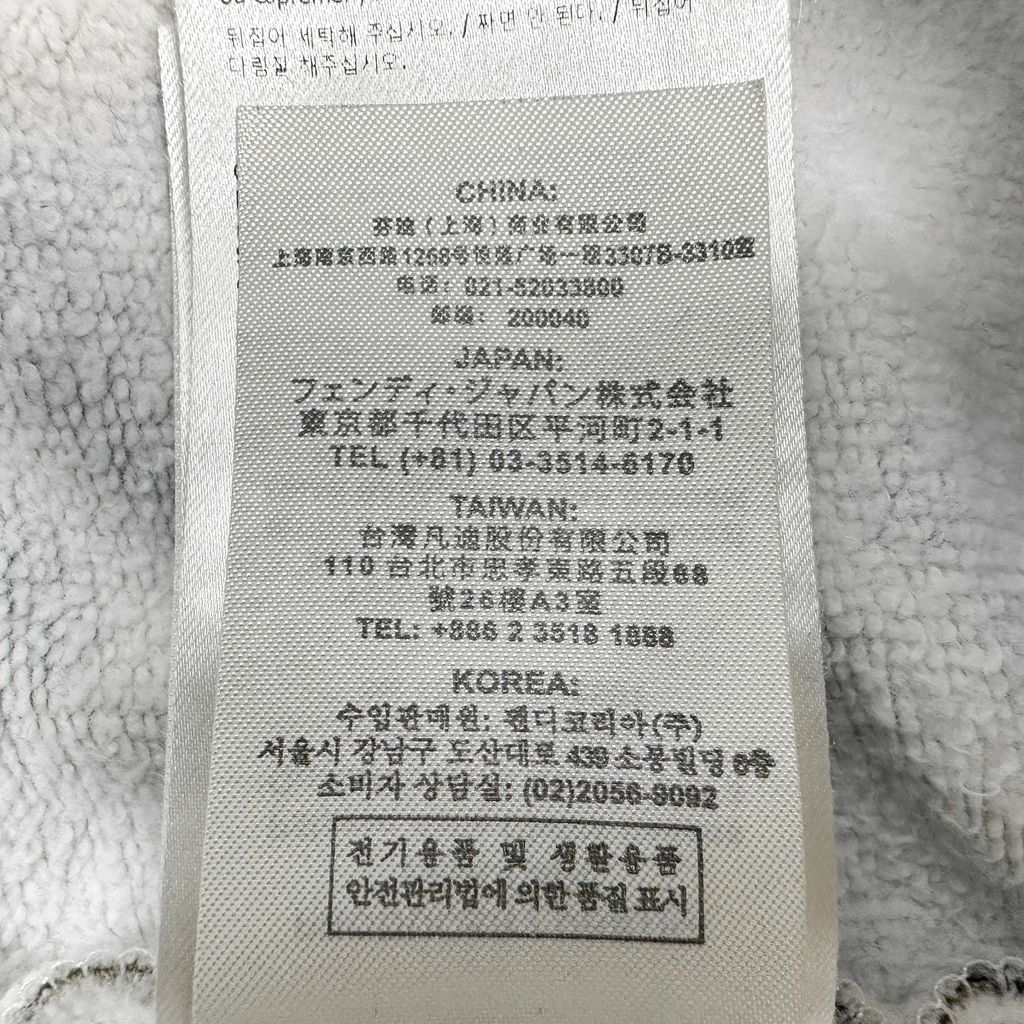 뒤집어 세탁해 주십시오. / 짜면 안 된다. / 뒤집어
다림질 해주십시오.
CHINA:
芬迪（上海）商业有限公司
上海南京西路1268号恒隆广场一座3307B-3310室
电话： 021-52033800
邮编： 200040
JAPAN:
フェンディ・ジャパン株式会社
東京都千代田区平河町2-1-1
TEL (+81) 03-3514-6170
TAIWAN:
台灣凡迪股份有限公司
110 台北市忠孝東路五段68
號26樓A3室
TEL: +886 2 3518 1888
KOREA:
수입판매원: 펜디코리아(주)
서울시 강남구 도산대로 439 소봉빌딩 6층
소비자 상담실: (02)2056-9092
전기용품 및 생활용품
안전관리법에 의한 품질 표시